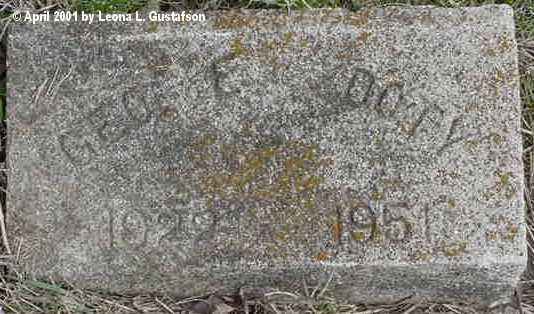 © April 2001 by Leona L. Gustafson
GEO. E. DOTY
1951